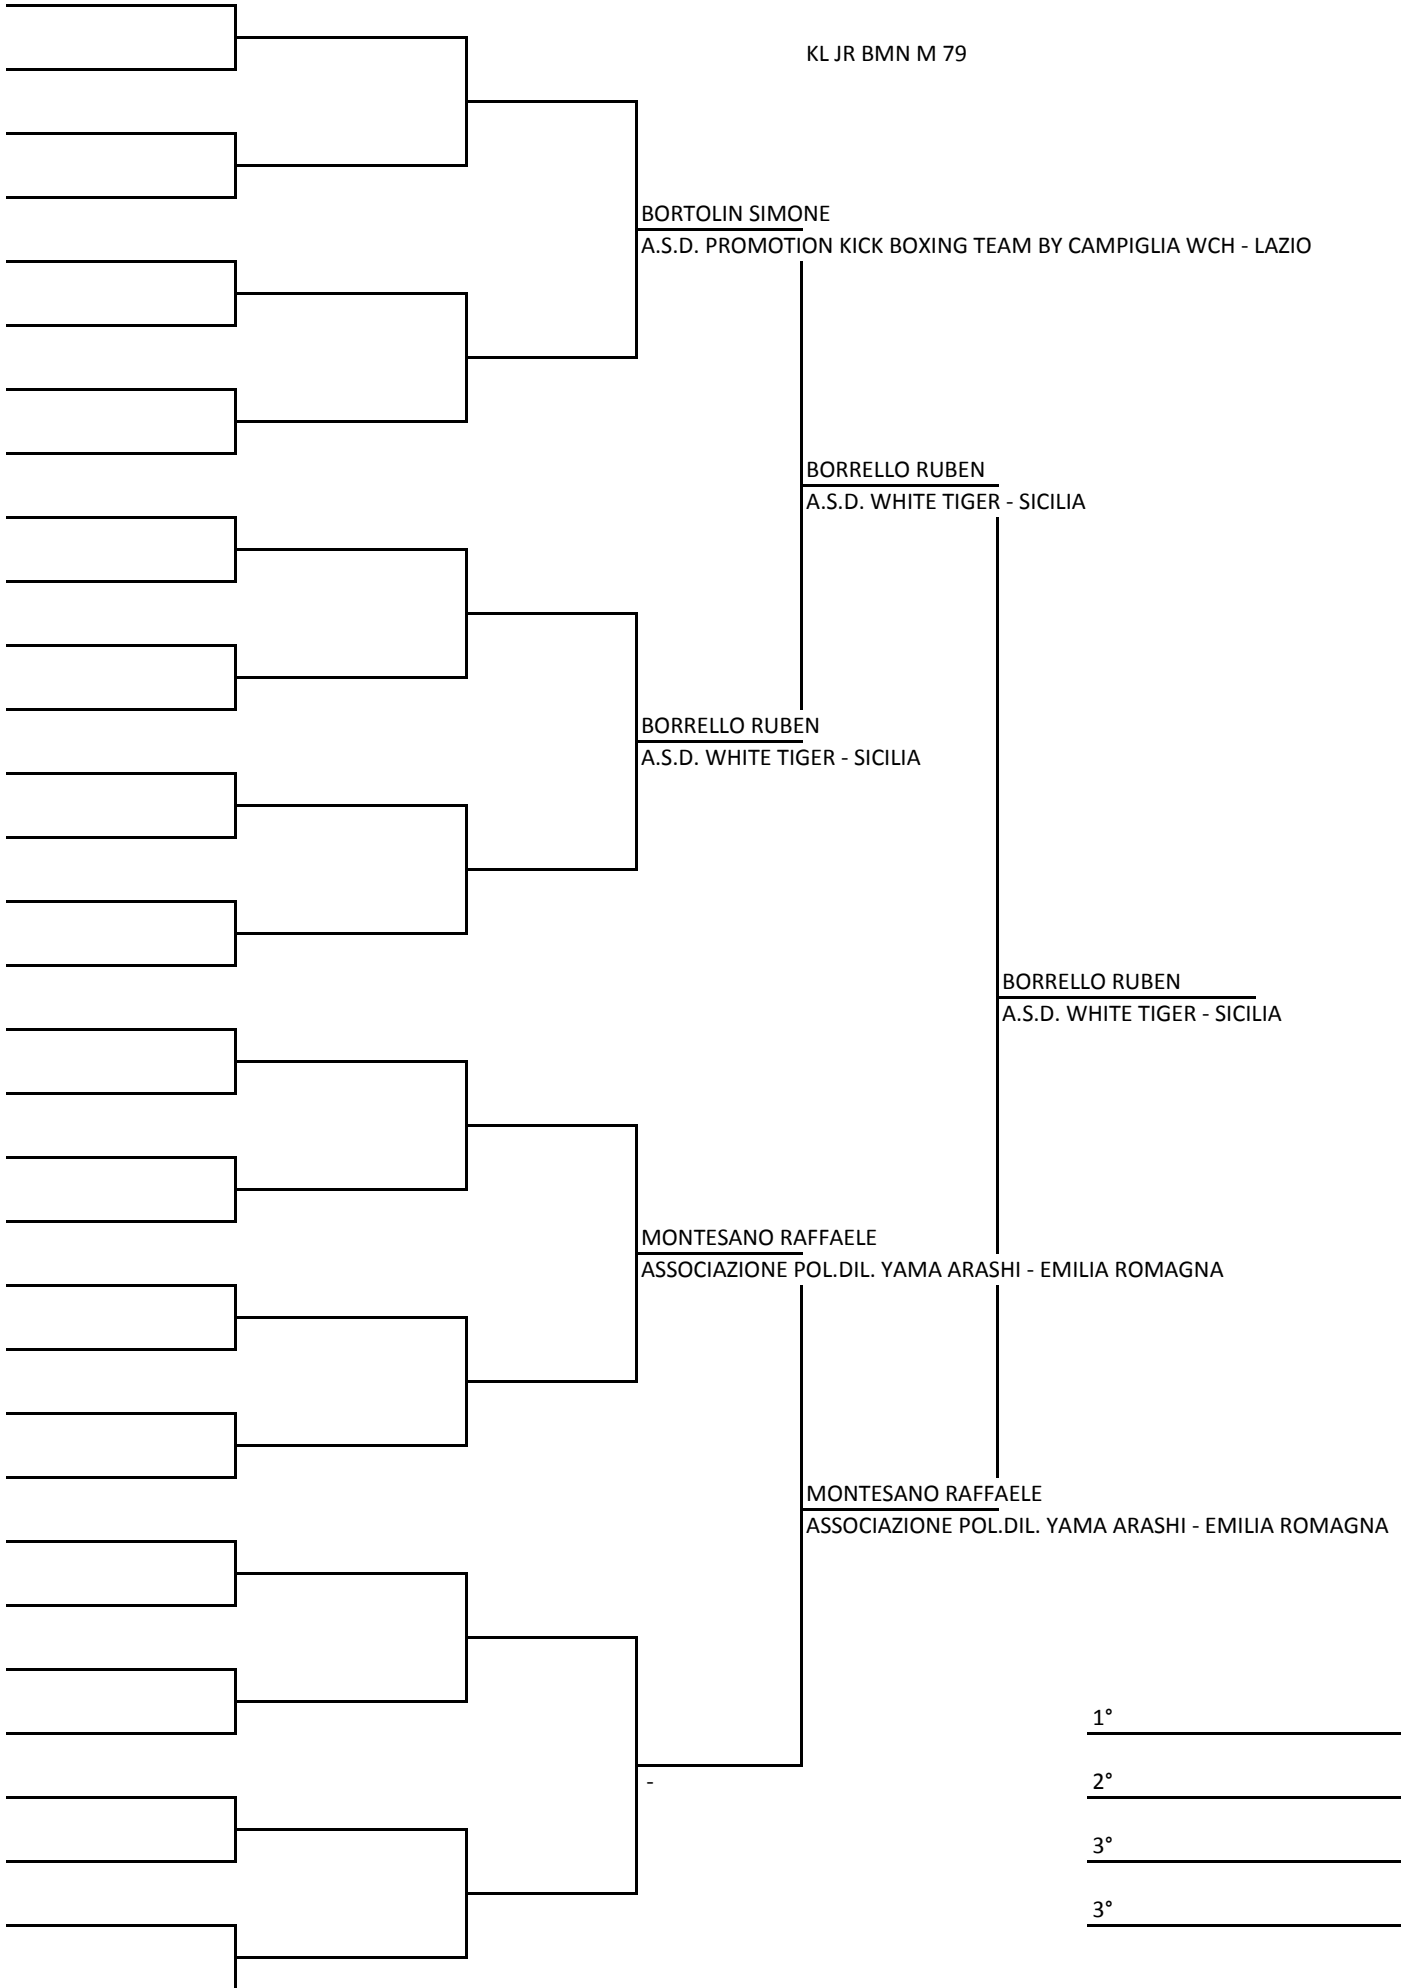 KL JR BMN M 79
BORTOLIN SIMONE
A.S.D. PROMOTION KICK BOXING TEAM BY CAMPIGLIA WCH - LAZIO
BORRELLO RUBEN
A.S.D. WHITE TIGER - SICILIA
BORRELLO RUBEN
A.S.D. WHITE TIGER - SICILIA
BORRELLO RUBEN
A.S.D. WHITE TIGER - SICILIA
MONTESANO RAFFAELE
ASSOCIAZIONE POL.DIL. YAMA ARASHI - EMILIA ROMAGNA
MONTESANO RAFFAELE
ASSOCIAZIONE POL.DIL. YAMA ARASHI - EMILIA ROMAGNA
1°
-
2°
3°
3°